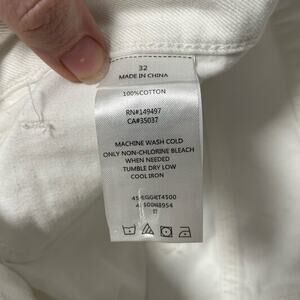 32
MADE IN CHINA
100%COTTON
RN#149497
CA#35037
MACHINE WASH COLD
ONLY NON-CHLORINE BLEACH
WHEN NEEDED
TUMBLE DRY LOW
COOL IRON